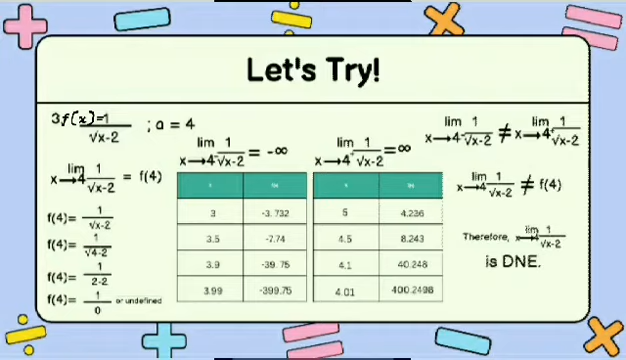 Let's Try!
3f(x)=1/√x-2 ; a = 4
lim x→4 1/√x-2 = f(4)
f(4)= 1/√x-2
f(4)= 1/√4-2
f(4)= 1/2-2
f(4)= 1/0 or undefined
lim x→4⁻ 1/√x-2 = -∞
3 -3.732
3.5 -7.74
3.9 -39.75
3.99 -399.75
lim x→4⁺ 1/√x-2 = ∞
5 4.236
4.5 8.243
4.1 40.248
4.01 400.2498
lim x→4⁻ 1/√x-2 ≠ lim x→4⁺ 1/√x-2
lim x→4 1/√x-2 ≠ f(4)
Therefore, lim x→4 1/√x-2
is DNE.